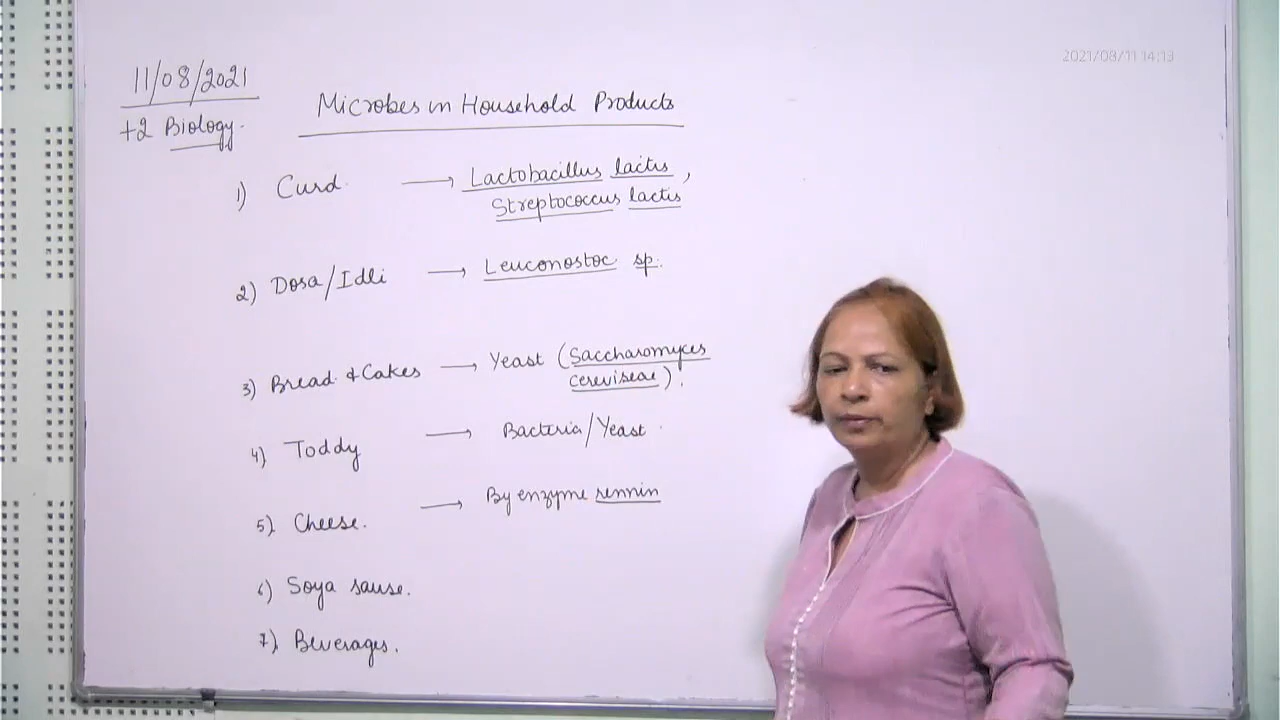 2021/08/11 14:13
11/08/2021
+2 Biology.
Microbes in Household Products
1) Curd. → Lactobacillus lactis,
Streptococcus lactis
2) Dosa/Idli → Leuconostoc sp.
3) Bread & Cakes → Yeast (Saccharomyces
cereviseae).
4) Toddy → Bacteria/Yeast.
5) Cheese. → By enzyme rennin
6) Soya sause.
7) Beverages.